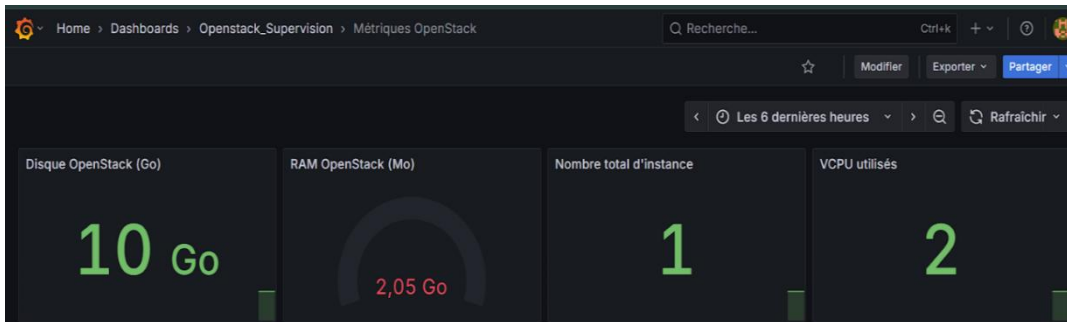 Home › Dashboards › Openstack_Supervision › Métriques OpenStack
Recherche... Ctrl+k
Modifier Exporter Partager
Les 6 dernières heures Rafraîchir
Disque OpenStack (Go) RAM OpenStack (Mo) Nombre total d'instance VCPU utilisés
10 Go 2,05 Go 1 2